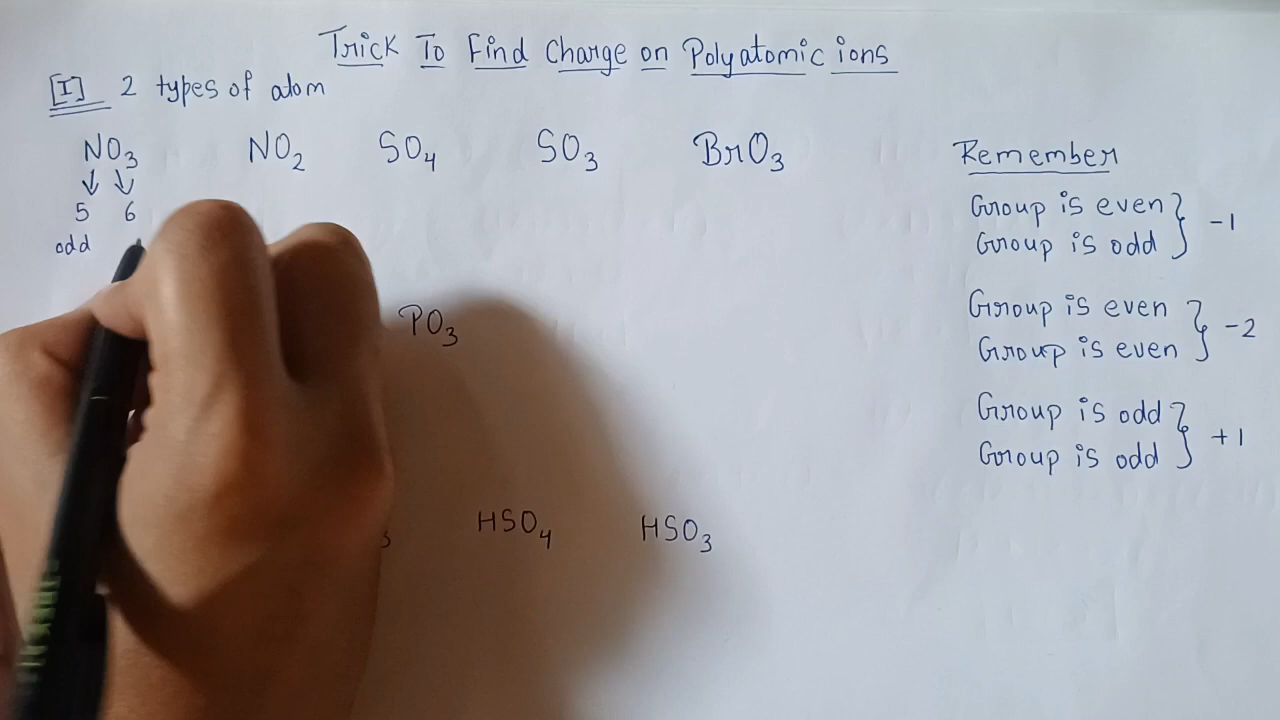 Trick To Find Charge on Polyatomic ions
[I] 2 types of atom
NO3 NO2 SO4 SO3 BrO3
5 6
odd
PO3
3 HSO4 HSO3
Remember
Group is even } -1
Group is odd
Group is even } -2
Group is even
Group is odd } +1
Group is odd